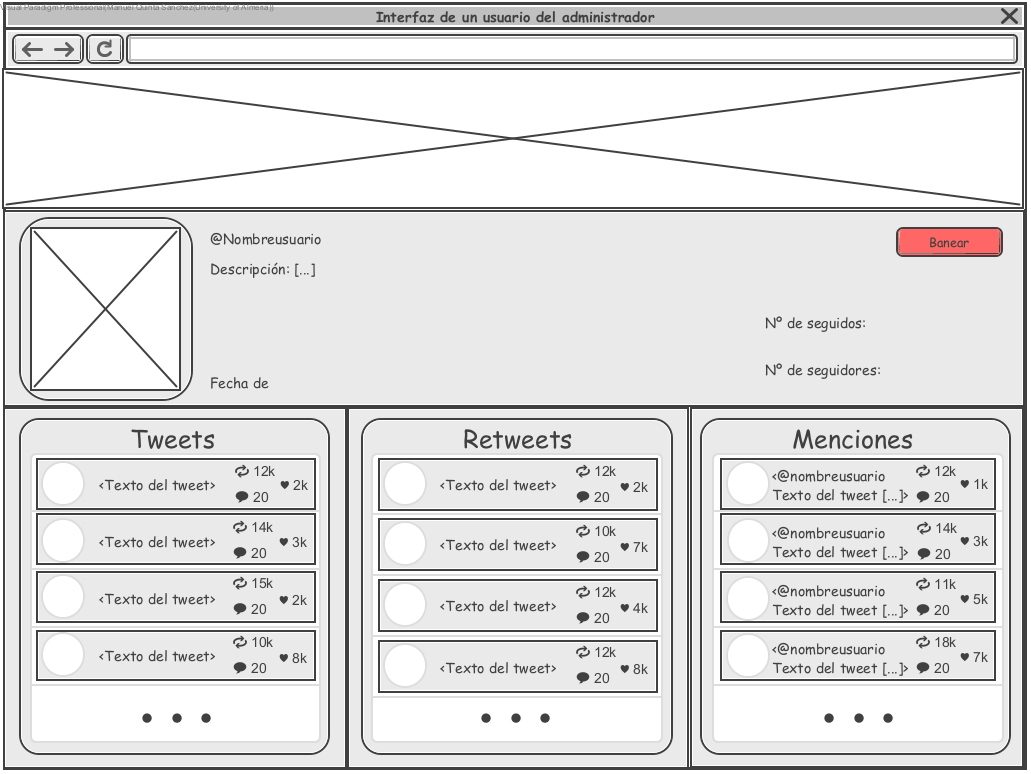 Visual Paradigm Professional(Manuel Quinta Sanchez(University of Almeria))
Interfaz de un usuario del administrador
@Nombreusuario
Banear
Descripción: [...]
Nº de seguidos:
Nº de seguidores:
Fecha de
Tweets
<Texto del tweet>
12k
20
2k
<Texto del tweet>
14k
20
3k
<Texto del tweet>
15k
20
2k
<Texto del tweet>
10k
20
8k
Retweets
<Texto del tweet>
12k
20
2k
<Texto del tweet>
10k
20
7k
<Texto del tweet>
12k
20
4k
<Texto del tweet>
12k
20
8k
Menciones
<@nombreusuario
Texto del tweet [...]>
12k
20
1k
<@nombreusuario
Texto del tweet [...]>
14k
20
3k
<@nombreusuario
Texto del tweet [...]>
11k
20
5k
<@nombreusuario
Texto del tweet [...]>
18k
20
7k